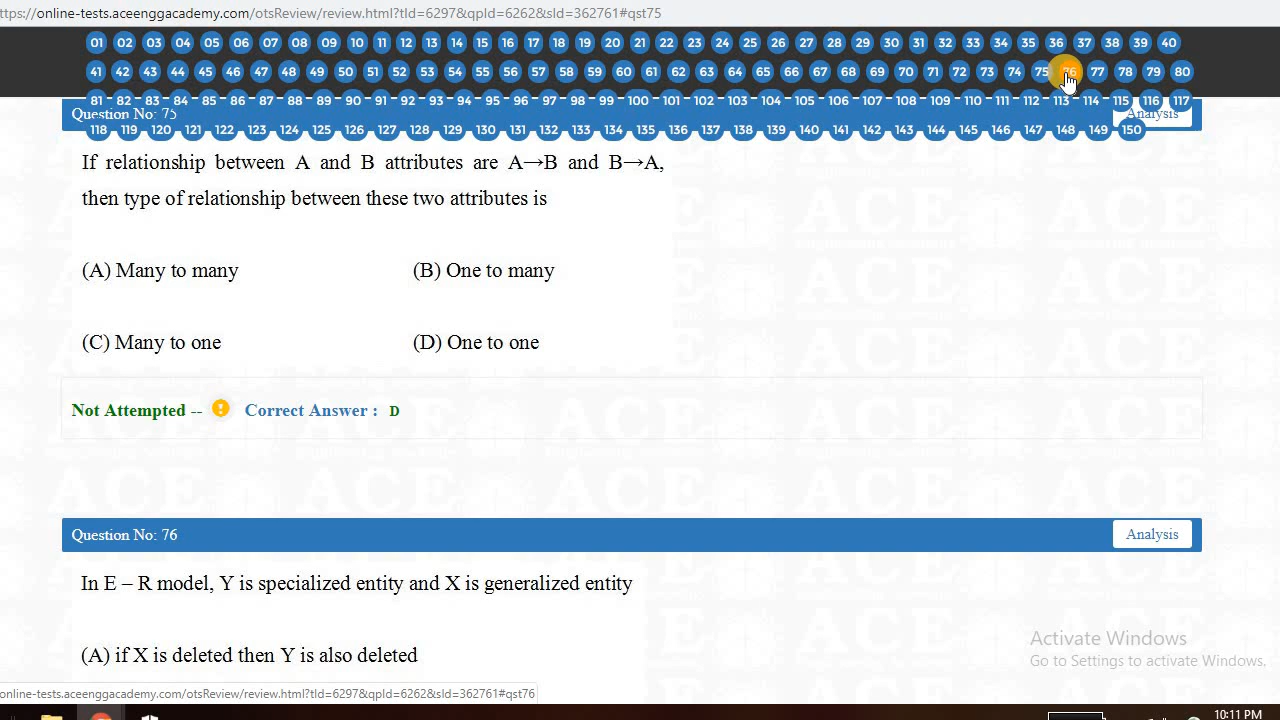 ttps://online-tests.aceenggacademy.com/otsReview/review.html?tId=6297&qpId=6262&sId=362761#qst75
01 02 03 04 05 06 07 08 09 10 11 12 13 14 15 16 17 18 19 20 21 22 23 24 25 26 27 28 29 30 31 32 33 34 35 36 37 38 39 40
41 42 43 44 45 46 47 48 49 50 51 52 53 54 55 56 57 58 59 60 61 62 63 64 65 66 67 68 69 70 71 72 73 74 75 76 77 78 79 80
81 82 83 84 85 86 87 88 89 90 91 92 93 94 95 96 97 98 99 100 101 102 103 104 105 106 107 108 109 110 111 112 113 114 115 116 117
Question No: 75 Analysis
118 119 120 121 122 123 124 125 126 127 128 129 130 131 132 133 134 135 136 137 138 139 140 141 142 143 144 145 146 147 148 149 150
If relationship between A and B attributes are A→B and B→A,
then type of relationship between these two attributes is
(A) Many to many (B) One to many
(C) Many to one (D) One to one
Not Attempted -- Correct Answer : D
Question No: 76 Analysis
In E – R model, Y is specialized entity and X is generalized entity
Activate Windows
(A) if X is deleted then Y is also deleted
Go to Settings to activate Windows.
online-tests.aceenggacademy.com/otsReview/review.html?tId=6297&qpId=6262&sId=362761#qst76
10:11 PM